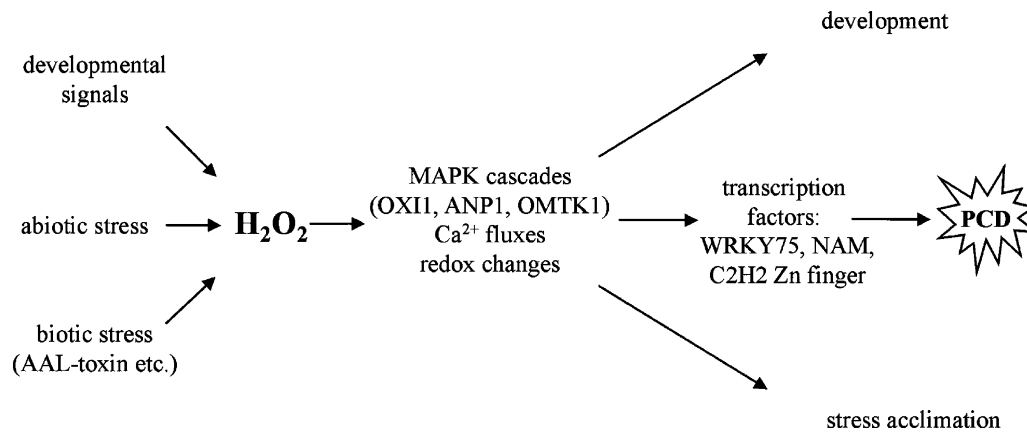 developmental
signals
abiotic stress
biotic stress
(AAL-toxin etc.)
H₂O₂
MAPK cascades
(OXI1, ANP1, OMTK1)
Ca²⁺ fluxes
redox changes
development
transcription
factors:
WRKY75, NAM,
C2H2 Zn finger
PCD
stress acclimation